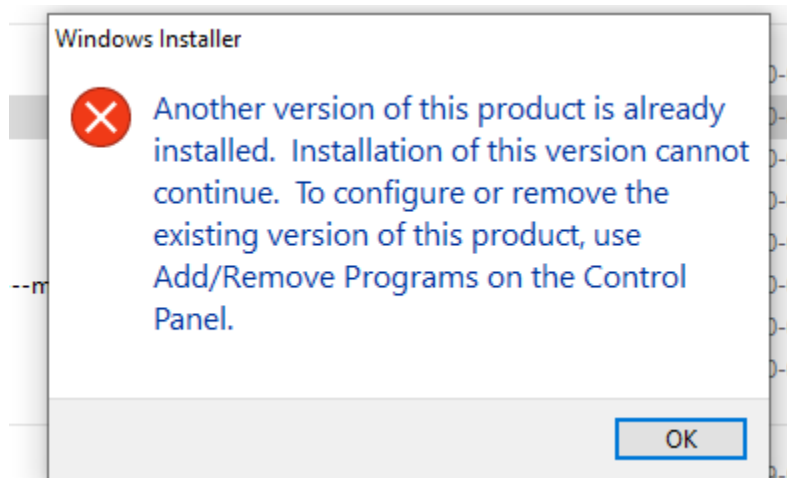 Windows Installer
Another version of this product is already
installed.  Installation of this version cannot
continue.  To configure or remove the
existing version of this product, use
Add/Remove Programs on the Control
Panel.
--m
OK